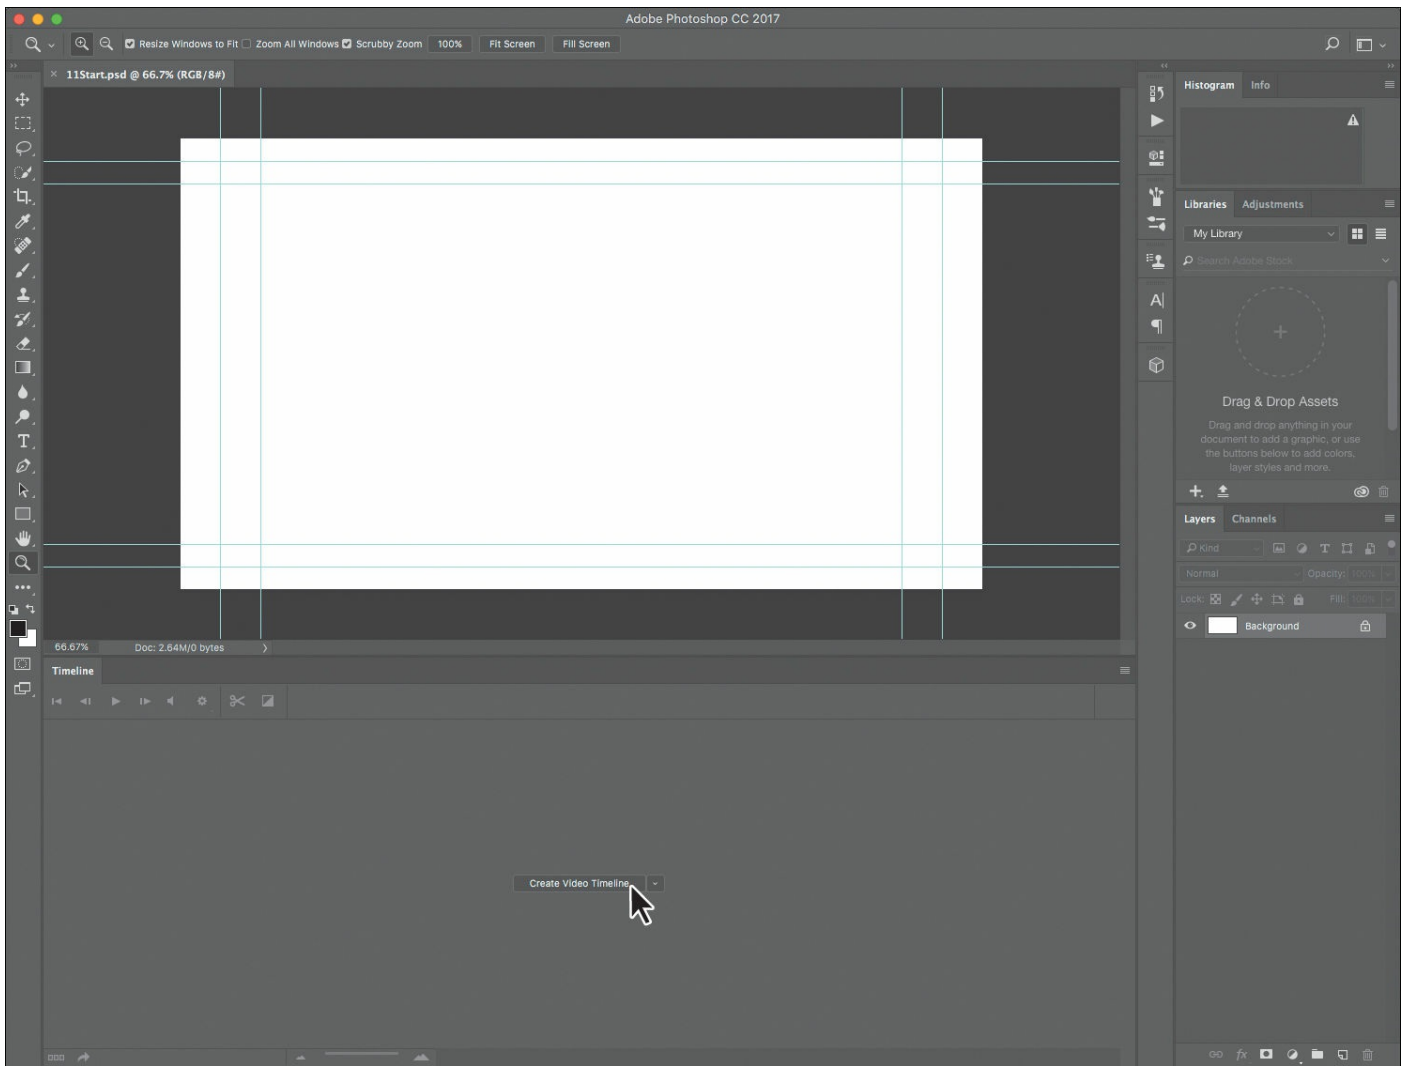 Adobe Photoshop CC 2017
Resize Windows to Fit Zoom All Windows Scrubby Zoom 100% Fit Screen Fill Screen
× 11Start.psd @ 66.7% (RGB/8#)
Histogram Info
Libraries Adjustments
My Library
Search Adobe Stock
Drag & Drop Assets
Drag and drop anything in your
document to add a graphic, or use
the buttons below to add colors,
layer styles and more.
Layers Channels
Kind
Normal Opacity: 100%
Lock: Fill: 100%
Background
66.67% Doc: 2.64M/0 bytes
Timeline
Create Video Timeline
fx